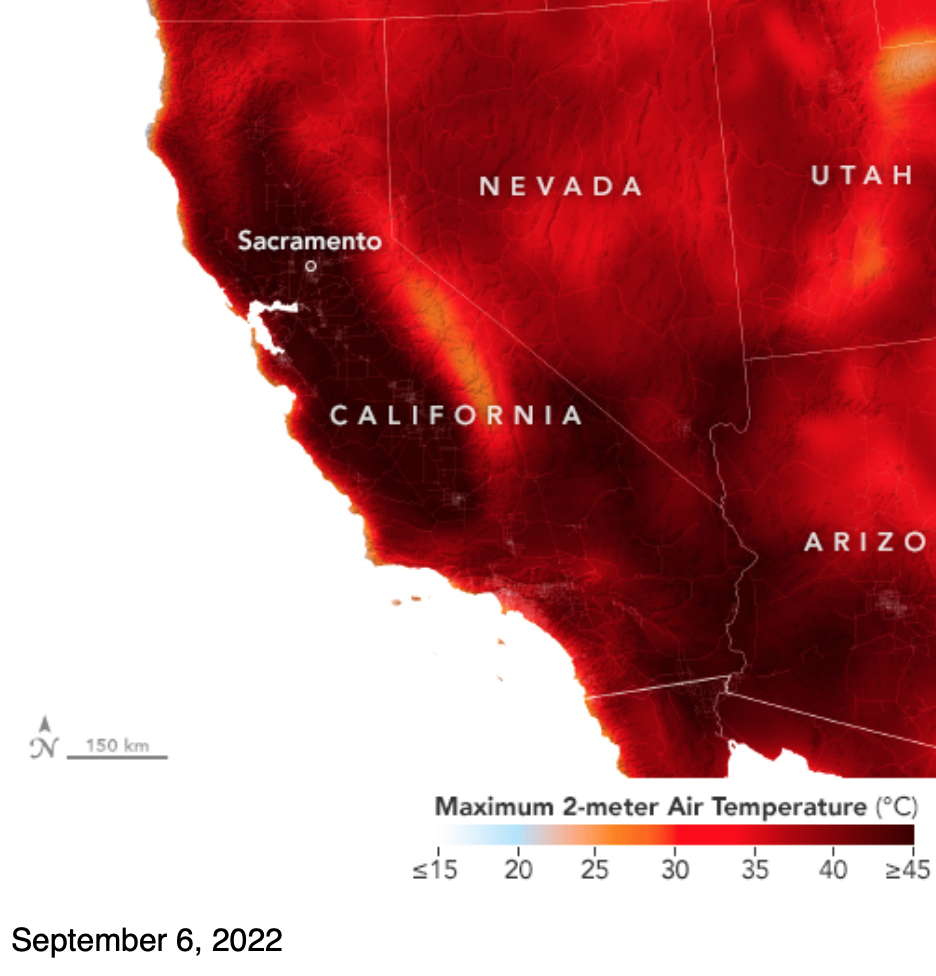 NEVADA
UTAH
Sacramento
CALIFORNIA
ARIZO
N
150 km
Maximum 2-meter Air Temperature (°C)
≤15 20 25 30 35 40 ≥45
September 6, 2022